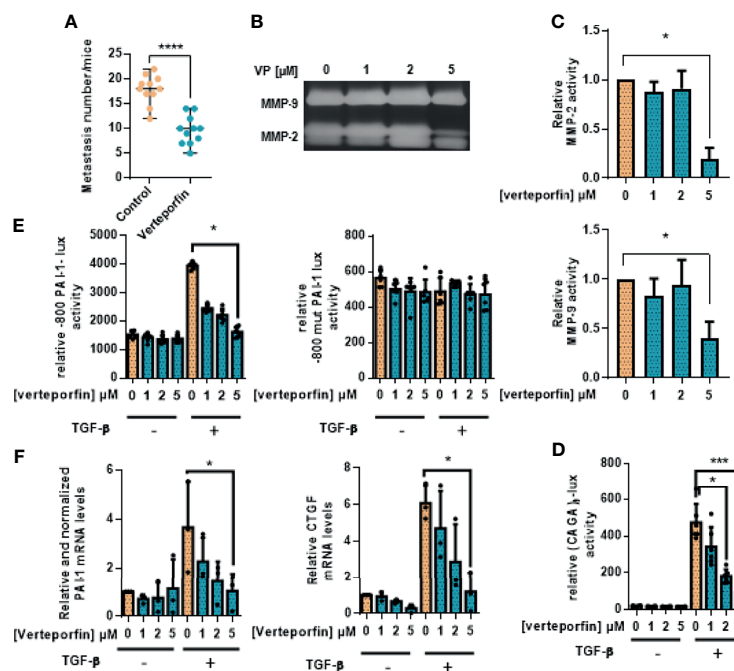 A
****
Metastasis number/mice
25
20
15
10
5
0
Control
Verteporfin
B
VP [µM]
0 1 2 5
MMP-9
MMP-2
C
*
Relative
MMP-2 activity
1.5
1.0
0.5
0.0
0 1 2 5
[verteporfin] µM
*
Relative
MMP-9 activity
1.5
1.0
0.5
0.0
0 1 2 5
[verteporfin] µM
E
*
relative -800 PAI-1- lux
activity
5000
4000
3000
2000
1000
0
[verteporfin] µM 0 1 2 5 0 1 2 5
TGF-β - +
relative
-800 mut PAI-1 lux
activity
800
600
400
200
0
[verteporfin] µM 0 1 2 5 0 1 2 5
TGF-β - +
F
*
Relative and normalized
PAI-1 mRNA levels
6
4
2
0
[Verteporfin] µM 0 1 2 5 0 1 2 5
TGF-β - +
*
Relative CTGF
mRNA levels
8
6
4
2
0
[Verteporfin] µM 0 1 2 5 0 1 2 5
TGF-β - +
D
***
*
relative (CAGA)
-lux
activity
800
600
400
200
0
[Verteporfin] µM 0 1 2 5 0 1 2
TGF-β - +